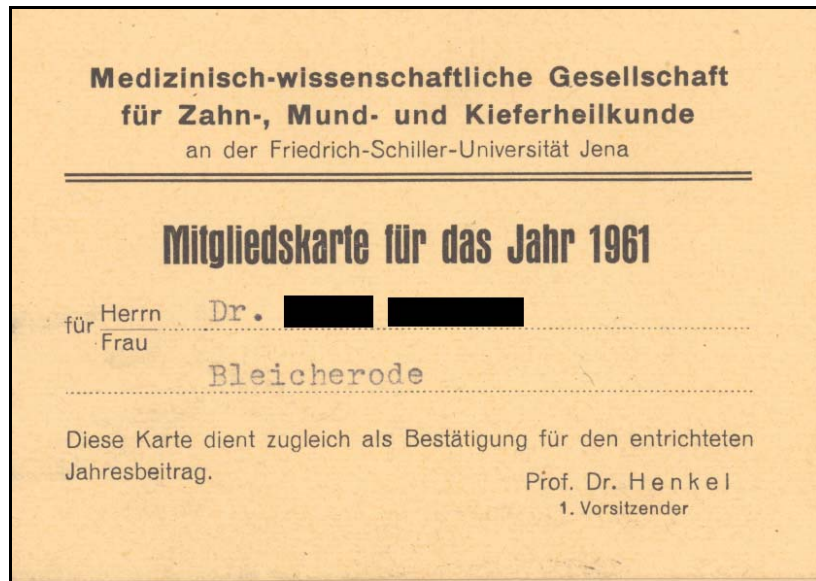 Medizinisch-wissenschaftliche Gesellschaft
für Zahn-, Mund- und Kieferheilkunde
an der Friedrich-Schiller-Universität Jena
Mitgliedskarte für das Jahr 1961
für Herrn Dr.
Frau
Bleicherode
Diese Karte dient zugleich als Bestätigung für den entrichteten
Jahresbeitrag.
Prof. Dr. Henkel
1. Vorsitzender